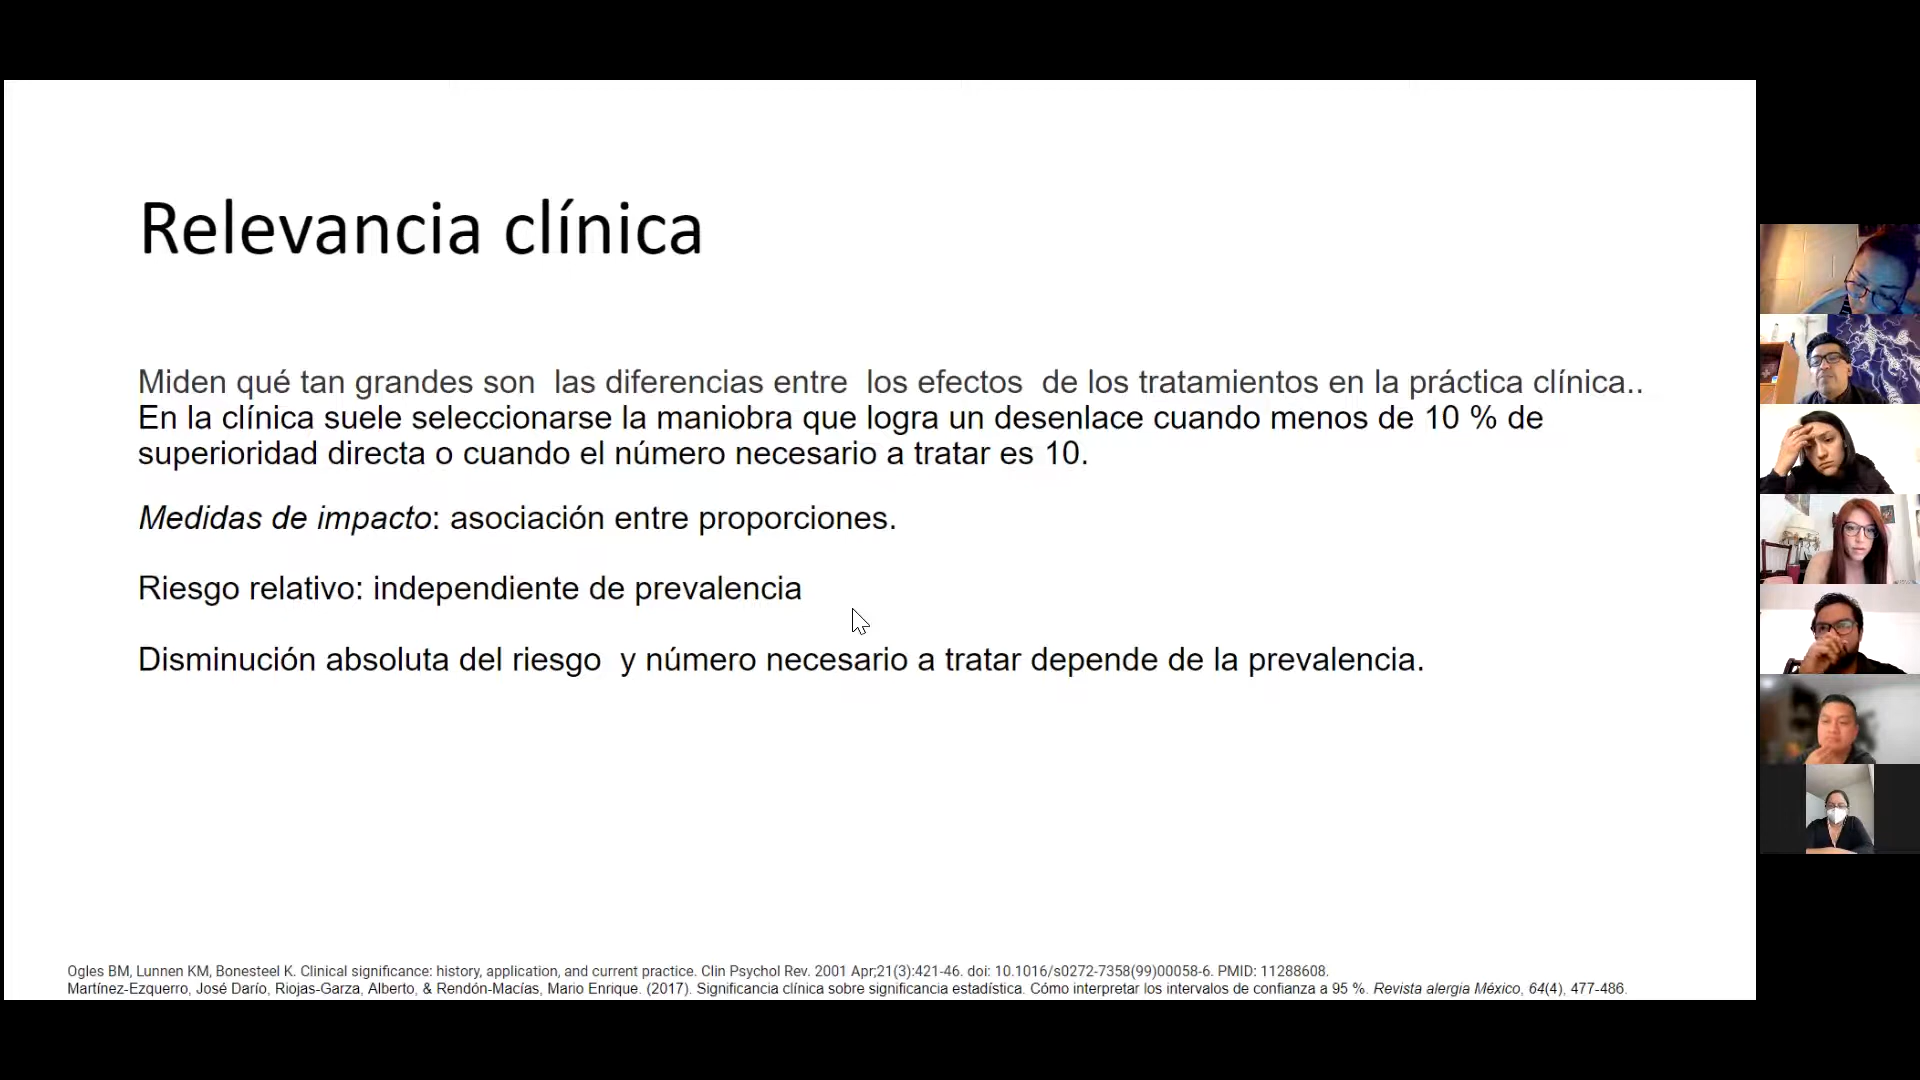 Relevancia clínica
Miden qué tan grandes son las diferencias entre los efectos de los tratamientos en la práctica clínica..
En la clínica suele seleccionarse la maniobra que logra un desenlace cuando menos de 10 % de
superioridad directa o cuando el número necesario a tratar es 10.
Medidas de impacto: asociación entre proporciones.
Riesgo relativo: independiente de prevalencia
Disminución absoluta del riesgo y número necesario a tratar depende de la prevalencia.
Ogles BM, Lunnen KM, Bonesteel K. Clinical significance: history, application, and current practice. Clin Psychol Rev. 2001 Apr;21(3):421-46. doi: 10.1016/s0272-7358(99)00058-6. PMID: 11288608.
Martínez-Ezquerro, José Darío, Riojas-Garza, Alberto, & Rendón-Macías, Mario Enrique. (2017). Significancia clínica sobre significancia estadística. Cómo interpretar los intervalos de confianza a 95 %. Revista alergia México, 64(4), 477-486.